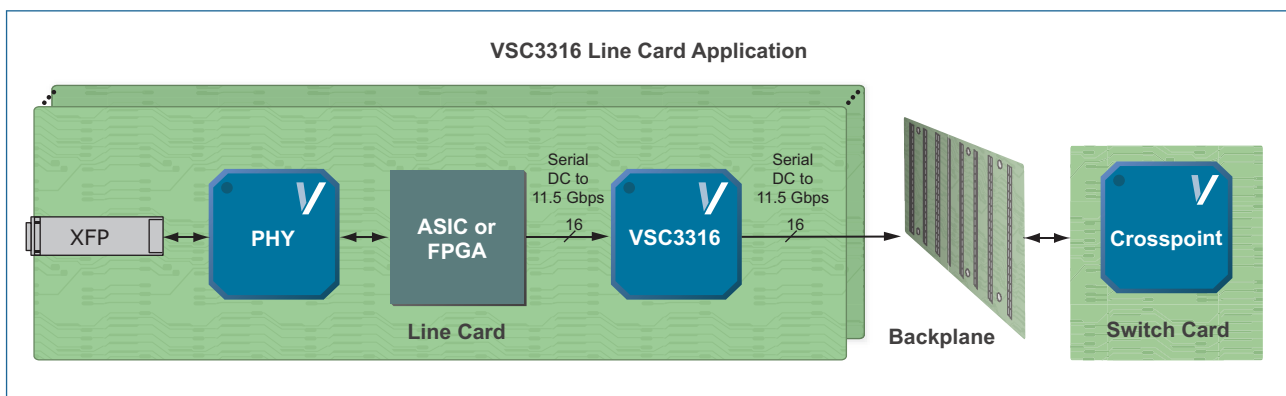 VSC3316 Line Card Application
XFP
PHY
ASIC or
FPGA
Serial
DC to
11.5 Gbps
16
VSC3316
Serial
DC to
11.5 Gbps
16
Crosspoint
Line Card
Backplane
Switch Card